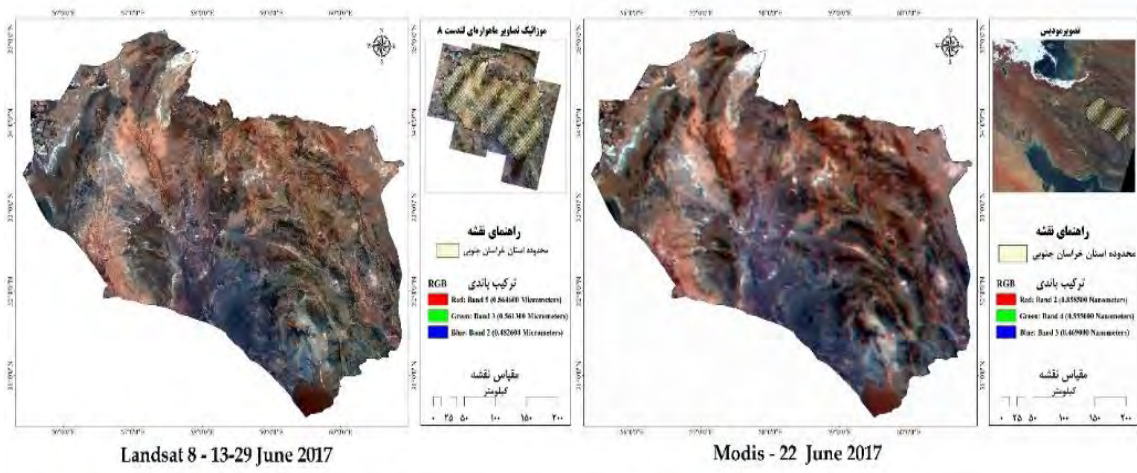 موزائیک تصاویر ماهواره‌ای لندست ۸
راهنمای نقشه
محدوده استان خراسان جنوبی
RGB ترکیب باندی
Red: Band 5 (0.864600 Micrometers)
Green: Band 3 (0.561300 Micrometers)
Blue: Band 2 (0.482600 Micrometers)
مقیاس نقشه
کیلومتر
۰ ۲۵ ۵۰ ۱۰۰ ۱۵۰ ۲۰۰
Landsat 8 - 13-29 June 2017
تصویر مودیس
راهنمای نقشه
محدوده استان خراسان جنوبی
RGB ترکیب باندی
Red: Band 2 (0.858500 Nanometers)
Green: Band 4 (0.555000 Nanometers)
Blue: Band 3 (0.469000 Nanometers)
مقیاس نقشه
کیلومتر
۰ ۲۵ ۵۰ ۱۰۰ ۱۵۰ ۲۰۰
Modis - 22 June 2017